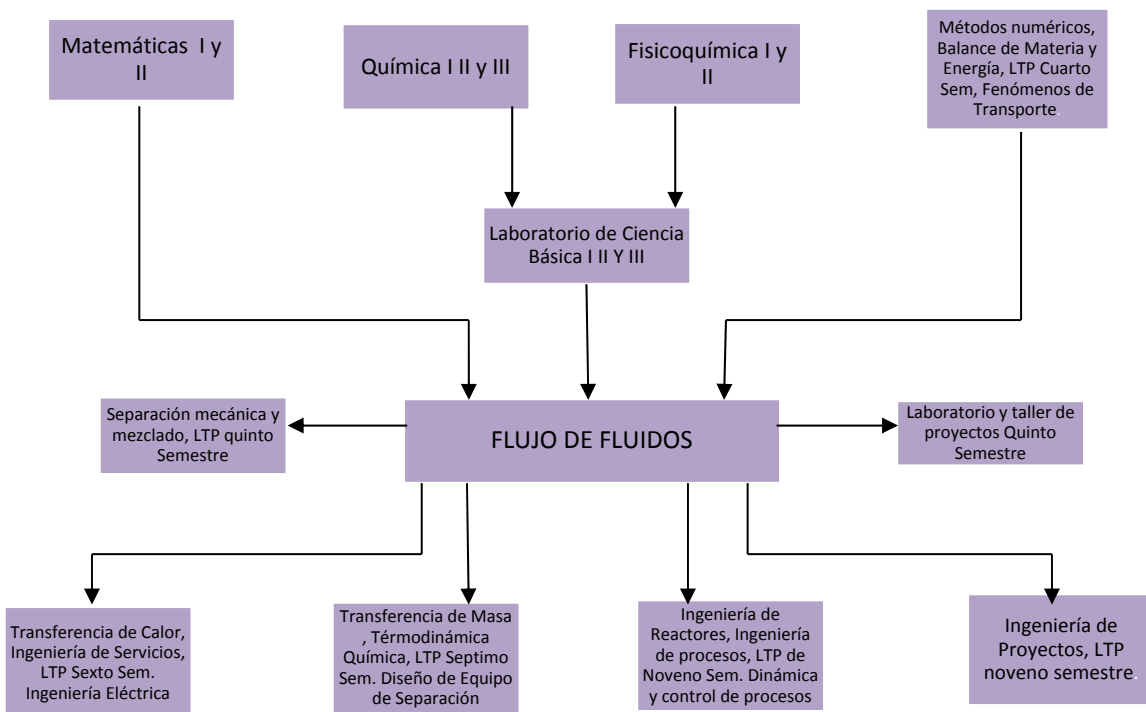 Matemáticas I y
II
Química I II y III
Fisicoquímica I y
II
Métodos numéricos,
Balance de Materia y
Energía, LTP Cuarto
Sem, Fenómenos de
Transporte.
Laboratorio de Ciencia
Básica I II Y III
Separación mecánica y
mezclado, LTP quinto
Semestre
FLUJO DE FLUIDOS
Laboratorio y taller de
proyectos Quinto
Semestre
Transferencia de Calor,
Ingeniería de Servicios,
LTP Sexto Sem.
Ingeniería Eléctrica
Transferencia de Masa
, Térmodinámica
Química, LTP Septimo
Sem. Diseño de Equipo
de Separación
Ingeniería de
Reactores, Ingeniería
de procesos, LTP de
Noveno Sem. Dinámica
y control de procesos
Ingeniería de
Proyectos, LTP
noveno semestre.